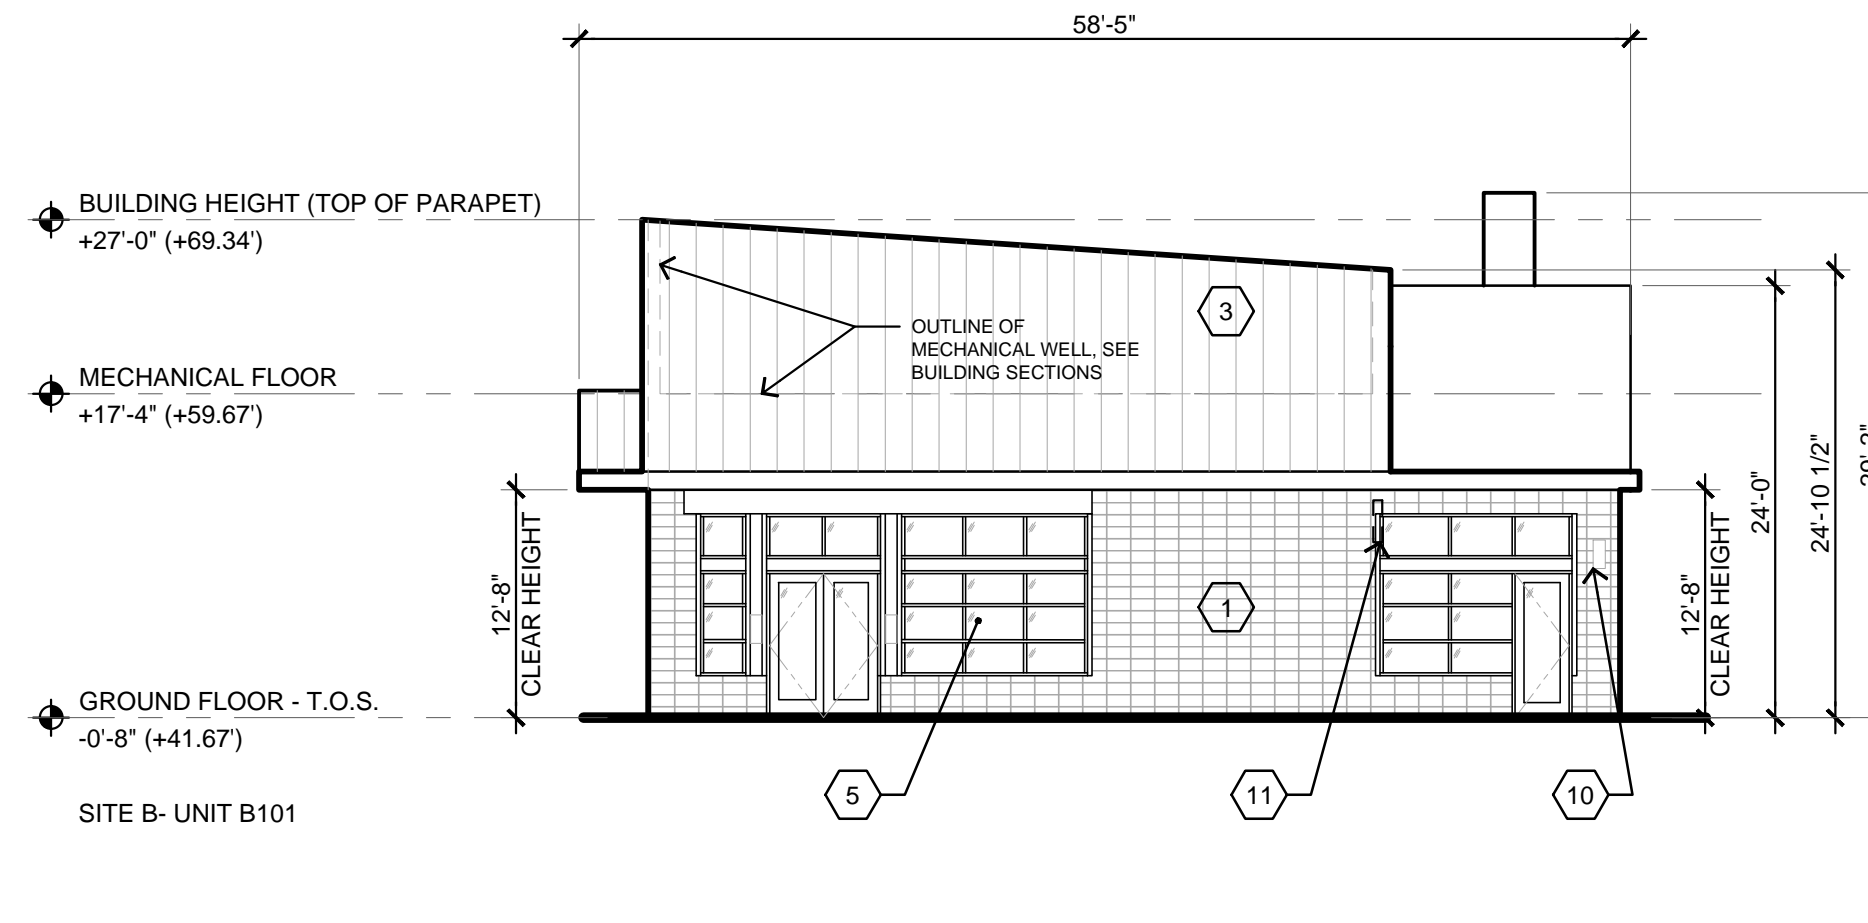 58'-5"
BUILDING HEIGHT (TOP OF PARAPET)
+27'-0" (+69.34')
3
OUTLINE OF
MECHANICAL WELL, SEE
BUILDING SECTIONS
MECHANICAL FLOOR
+17'-4" (+59.67')
12'-8"
CLEAR HEIGHT
1
12'-8"
CLEAR HEIGHT
24'-0"
24'-10 1/2"
GROUND FLOOR - T.O.S.
-0'-8" (+41.67')
5
11
10
SITE B- UNIT B101